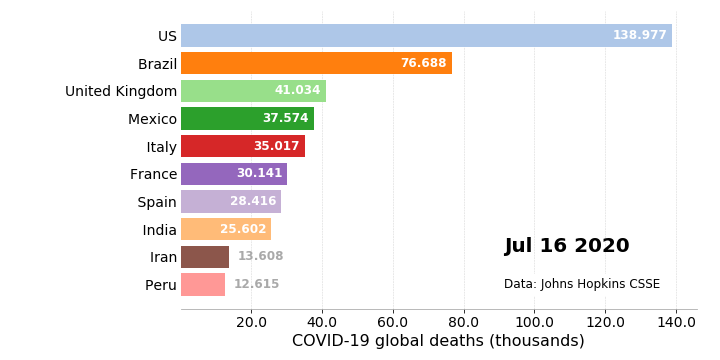 US 138.977
Brazil 76.688
United Kingdom 41.034
Mexico 37.574
Italy 35.017
France 30.141
Spain 28.416
India 25.602
Iran 13.608
Peru 12.615
Jul 16 2020
Data: Johns Hopkins CSSE
20.0 40.0 60.0 80.0 100.0 120.0 140.0
COVID-19 global deaths (thousands)